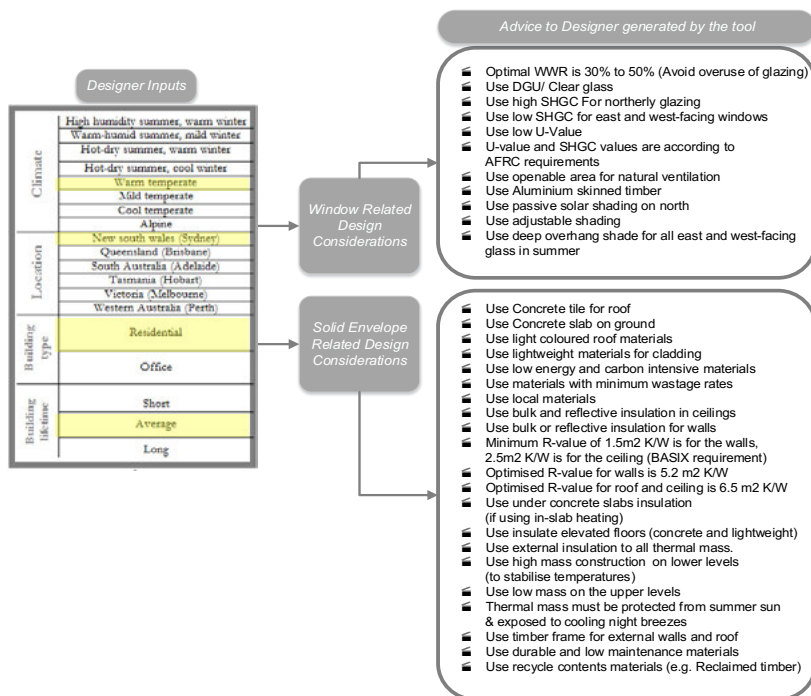 Advice to Designer generated by the tool
Designer Inputs
Climate
High humidity summer, warm winter
Warm-humid summer, mild winter
Hot-dry summer, warm winter
Hot-dry summer, cool winter
Warm temperate
Mild temperate
Cool temperate
Alpine
Location
New south wales (Sydney)
Queensland (Brisbane)
South Australia (Adelaide)
Tasmania (Hobart)
Victoria (Melbourne)
Western Australia (Perth)
Building
type
Residential
Office
Building
lifetime
Short
Average
Long
Window Related
Design
Considerations
Solid Envelope
Related Design
Considerations
Optimal WWR is 30% to 50% (Avoid overuse of glazing)
Use DGU/ Clear glass
Use high SHGC For northerly glazing
Use low SHGC for east and west-facing windows
Use low U-Value
U-value and SHGC values are according to
AFRC requirements
Use openable area for natural ventilation
Use Aluminium skinned timber
Use passive solar shading on north
Use adjustable shading
Use deep overhang shade for all east and west-facing
glass in summer
Use Concrete tile for roof
Use Concrete slab on ground
Use light coloured roof materials
Use lightweight materials for cladding
Use low energy and carbon intensive materials
Use materials with minimum wastage rates
Use local materials
Use bulk and reflective insulation in ceilings
Use bulk or reflective insulation for walls
Minimum R-value of 1.5m2 K/W is for the walls,
2.5m2 K/W is for the ceiling (BASIX requirement)
Optimised R-value for walls is 5.2 m2 K/W
Optimised R-value for roof and ceiling is 6.5 m2 K/W
Use under concrete slabs insulation
(if using in-slab heating)
Use insulate elevated floors (concrete and lightweight)
Use external insulation to all thermal mass.
Use high mass construction on lower levels
(to stabilise temperatures)
Use low mass on the upper levels
Thermal mass must be protected from summer sun
& exposed to cooling night breezes
Use timber frame for external walls and roof
Use durable and low maintenance materials
Use recycle contents materials (e.g. Reclaimed timber)